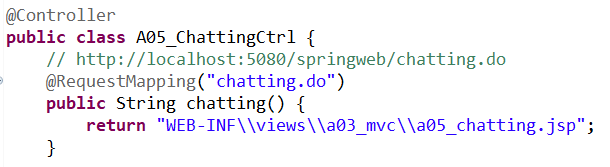 @Controller
public class A05_ChattingCtrl {
// http://localhost:5080/springweb/chatting.do
@RequestMapping("chatting.do")
public String chatting() {
return "WEB-INF\\views\\a03_mvc\\a05_chatting.jsp";
}